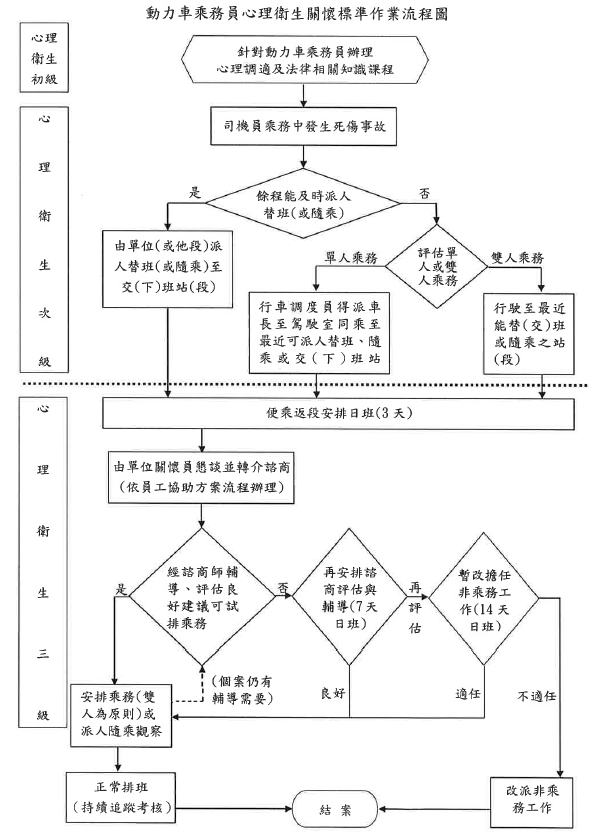 動力車乘務員心理衛生關懷標準作業流程圖
心理
衛生
初級
針對動力車乘務員辦理
心理調適及法律相關知識課程
心
理
衛
生
次
級
司機員乘務中發生死傷事故
餘程能及時派人
替班(或隨乘)
是
否
由單位(或他段)派
人替班(或隨乘)至
交(下)班站(段)
評估單
人或雙
人乘務
單人乘務
雙人乘務
行車調度員得派車
長至駕駛室同乘至
最近可派人替班、隨
乘或交(下)班站
行駛至最近
能替(交)班
或隨乘之站
(段)
心
理
衛
生
三
級
便乘返段安排日班(3天)
由單位關懷員懇談並轉介諮商
(依員工協助方案流程辦理)
經諮商師輔
導、評估良
好建議可試
排乘務
是
否
再安排諮
商評估與
輔導(7天
日班)
再
評
估
暫改擔任
非乘務工
作(14天
日班)
(個案仍有
輔導需要)
良好
適任
不適任
安排乘務(雙
人為原則)或
派人隨乘觀察
正常排班
(持續追蹤考核)
結案
改派非乘
務工作